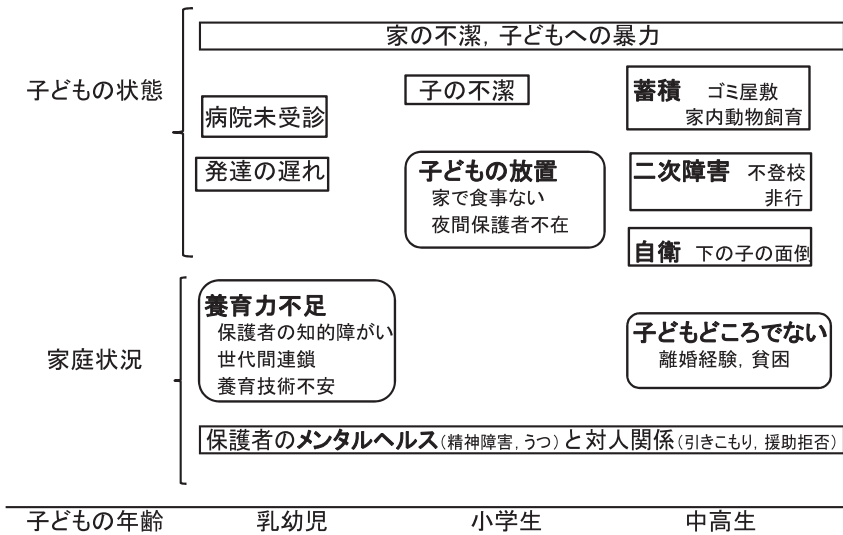 家の不潔，子どもへの暴力
子どもの状態
病院未受診
発達の遅れ
子の不潔
子どもの放置
家で食事ない
夜間保護者不在
蓄積 ゴミ屋敷
家内動物飼育
二次障害 不登校
非行
自衛 下の子の面倒
家庭状況
養育力不足
保護者の知的障がい
世代間連鎖
養育技術不安
子どもどころでない
離婚経験，貧困
保護者のメンタルヘルス(精神障害，うつ)と対人関係(引きこもり，援助拒否)
子どもの年齢 乳幼児 小学生 中高生